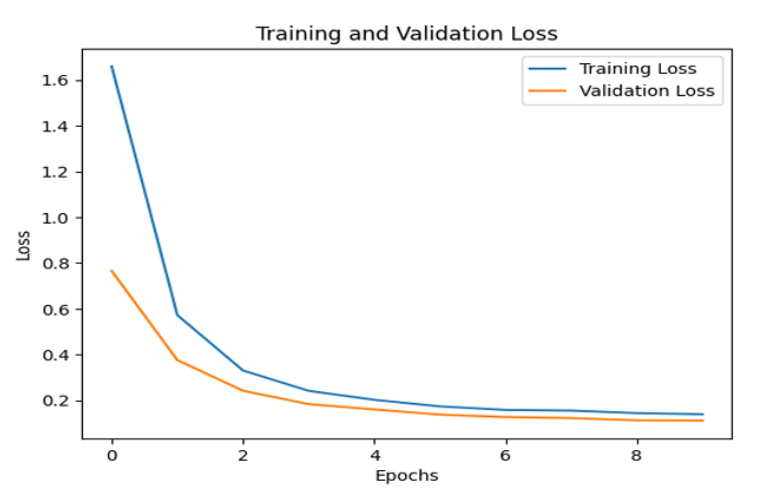 Training and Validation Loss
Training Loss
Validation Loss
1.6
1.4
1.2
1.0
0.8
0.6
0.4
0.2
Loss
0 2 4 6 8
Epochs